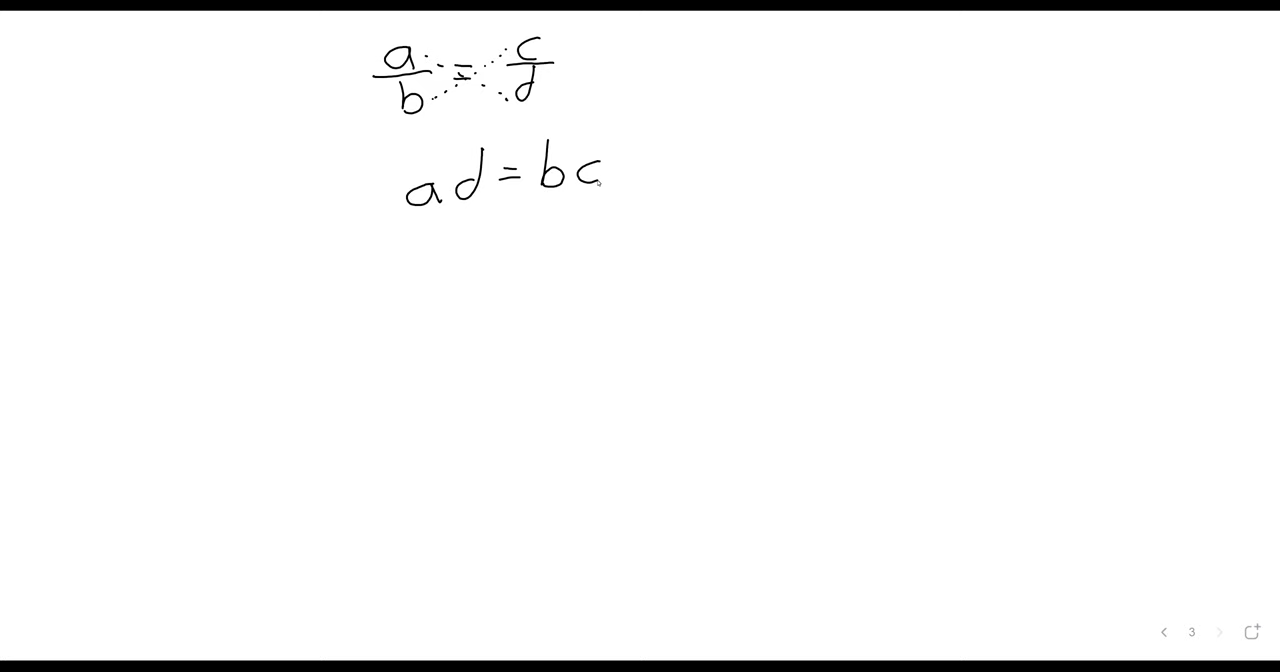 a/b = c/d
ad = bc
3